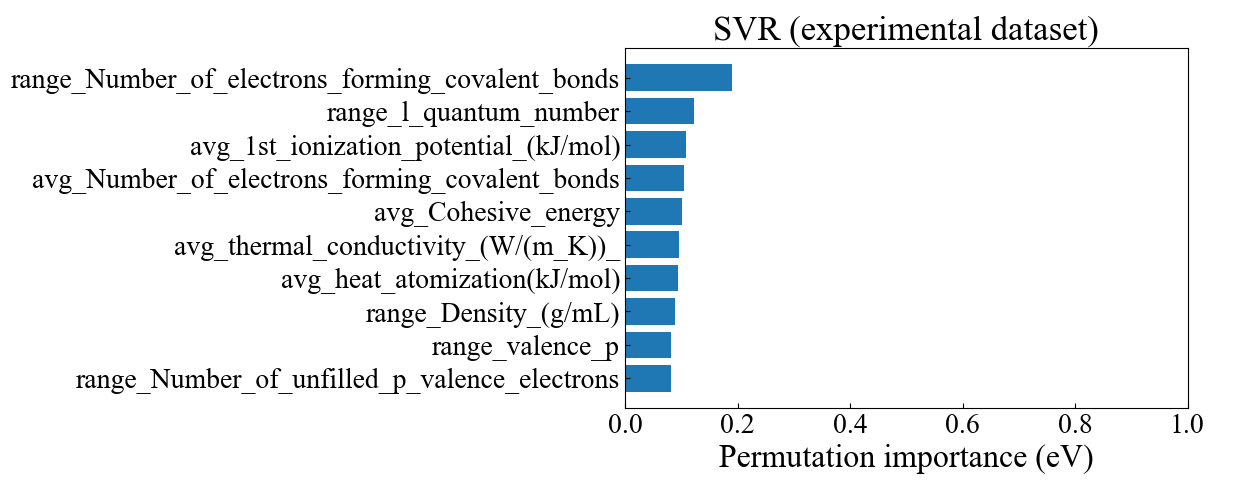 SVR (experimental dataset)
range_Number_of_electrons_forming_covalent_bonds
range_l_quantum_number
avg_1st_ionization_potential_(kJ/mol)
avg_Number_of_electrons_forming_covalent_bonds
avg_Cohesive_energy
avg_thermal_conductivity_(W/(m_K))_
avg_heat_atomization(kJ/mol)
range_Density_(g/mL)
range_valence_p
range_Number_of_unfilled_p_valence_electrons
0.0 0.2 0.4 0.6 0.8 1.0
Permutation importance (eV)